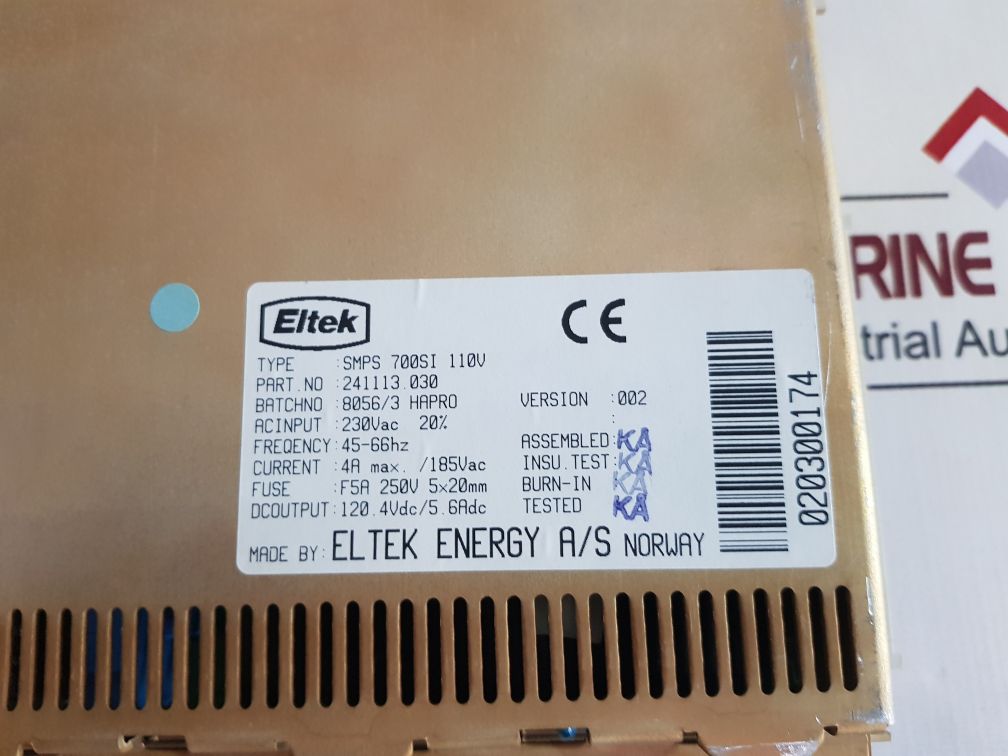 Eltek CE
TYPE :SMPS 700SI 110V
PART.NO :241113.030
BATCHNO :8056/3 HAPRO VERSION :002
ACINPUT :230Vac 20% :
FREQENCY:45-66hz ASSEMBLED:KA
CURRENT :4A max. /185Vac INSU.TEST:KA
FUSE :F5A 250V 5x20mm BURN-IN KA
DCOUTPUT:120.4Vdc/5.6Adc TESTED KA
MADE BY: ELTEK ENERGY A/S NORWAY
020300174
RINE
trial Au